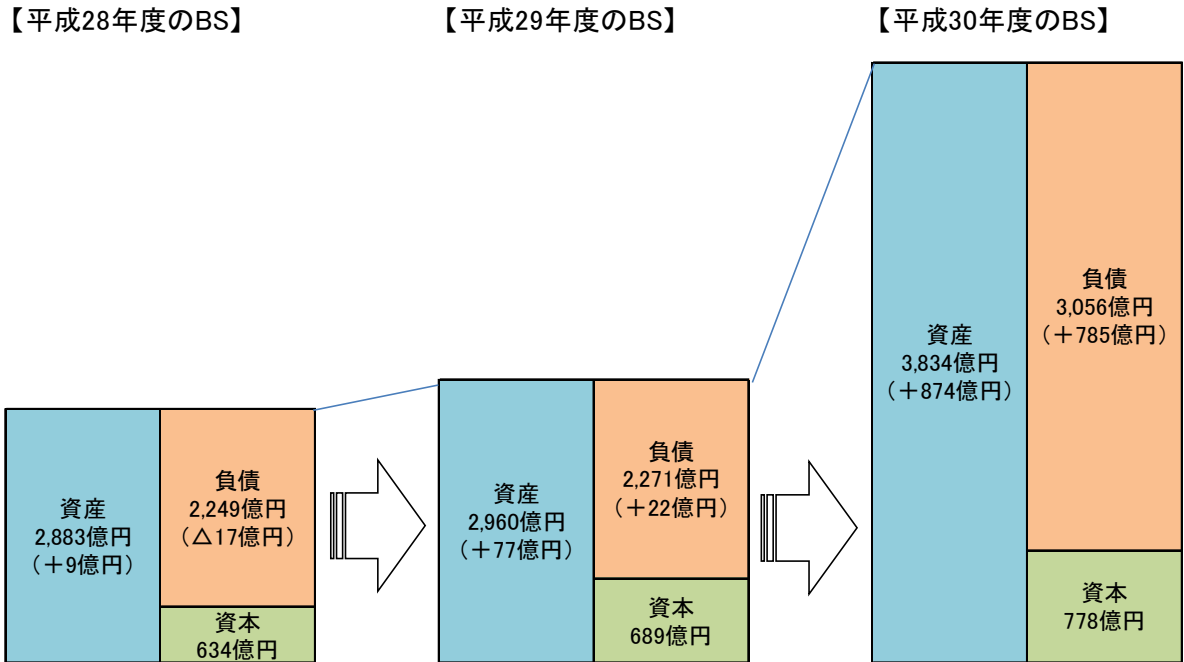 【平成28年度のBS】
資産
2,883億円
(+9億円)
負債
2,249億円
(△17億円)
資本
634億円
【平成29年度のBS】
資産
2,960億円
(+77億円)
負債
2,271億円
(+22億円)
資本
689億円
【平成30年度のBS】
資産
3,834億円
(+874億円)
負債
3,056億円
(+785億円)
資本
778億円